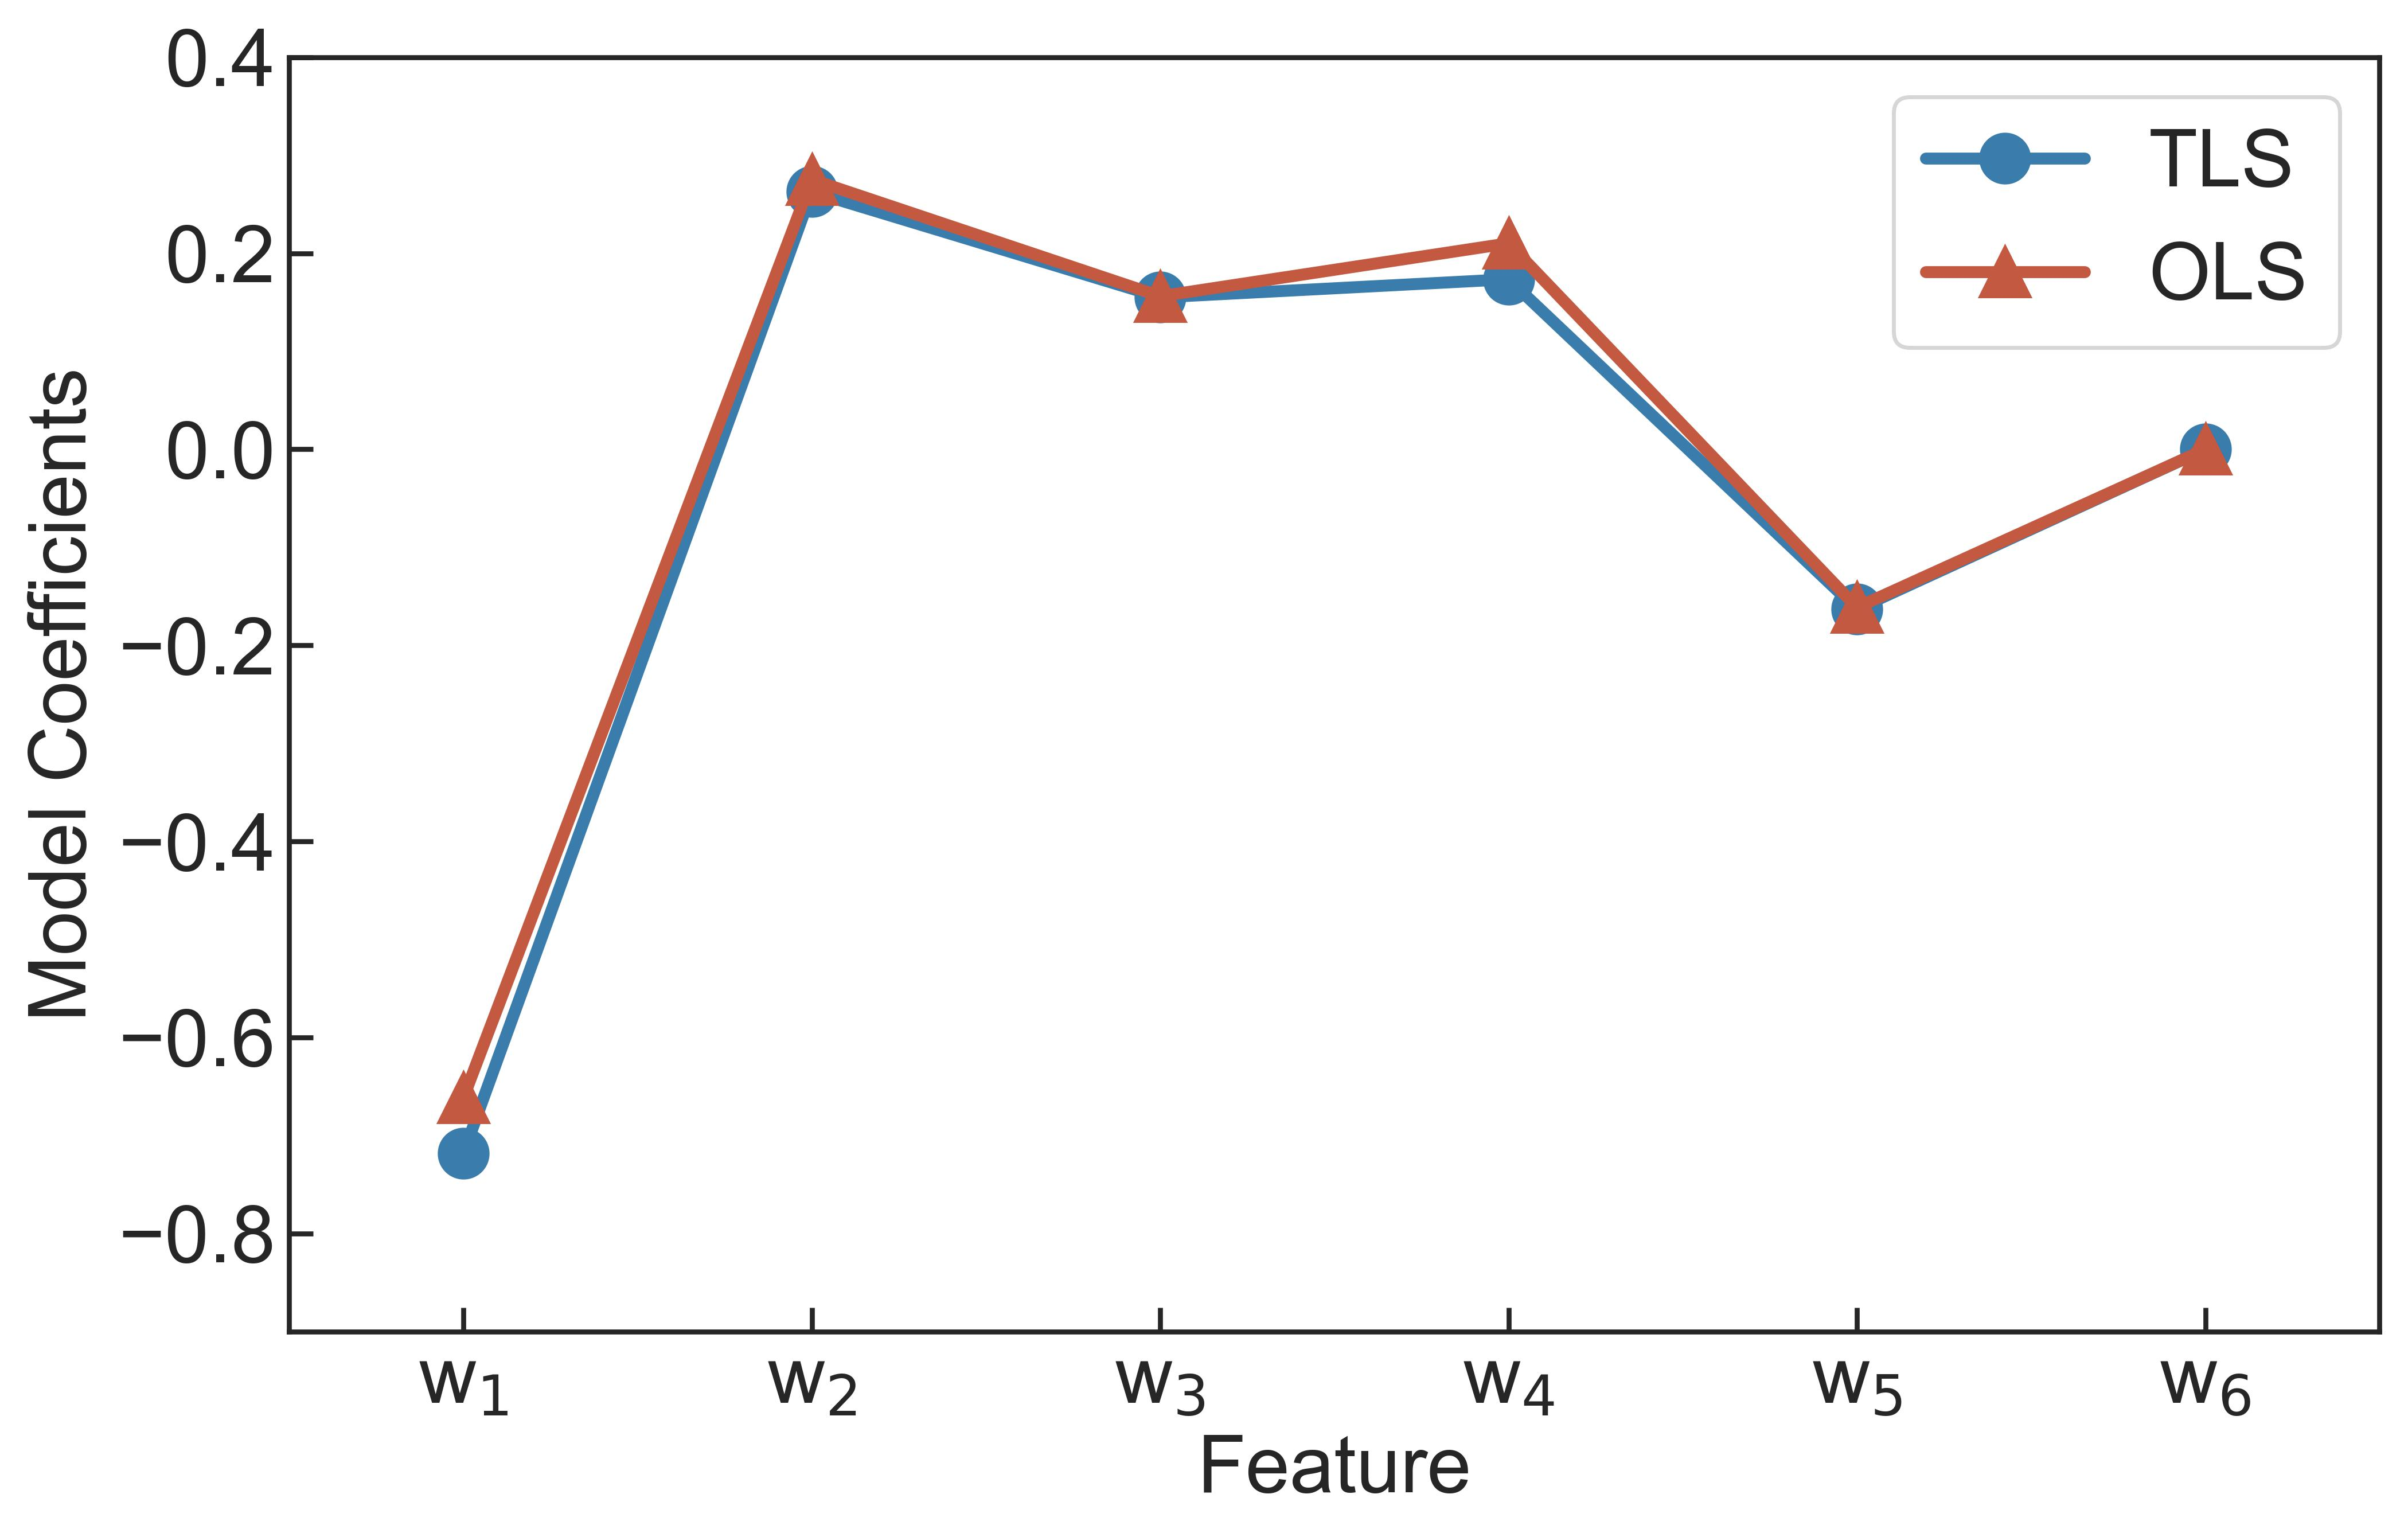 0.4
0.2
0.0
−0.2
−0.4
−0.6
−0.8
Model Coefficients
TLS
OLS
w₁ w₂ w₃ w₄ w₅ w₆
Feature